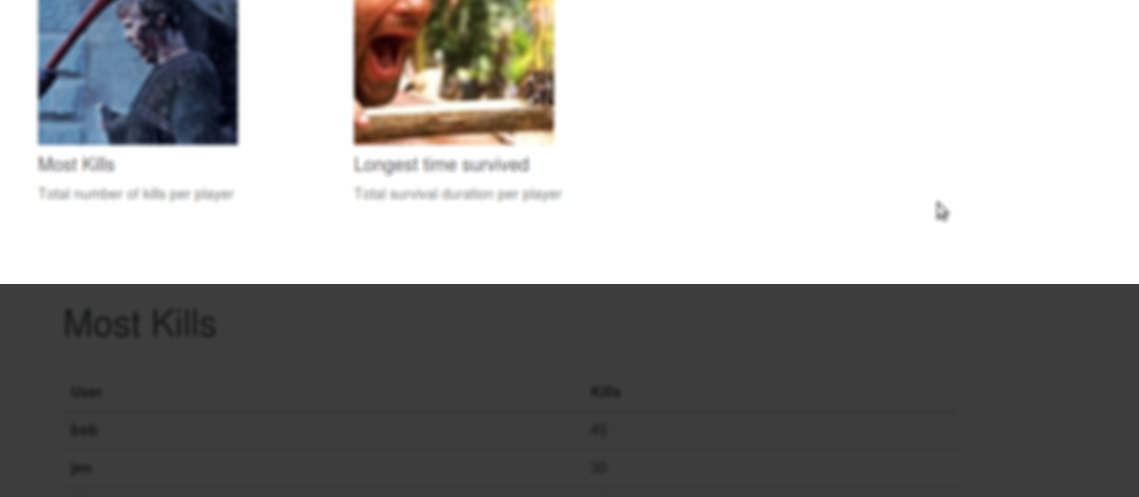 Most Kills
Total number of kills per player
Longest time survived
Total survival duration per player
Most Kills
User Kills
bob 45
jen 30